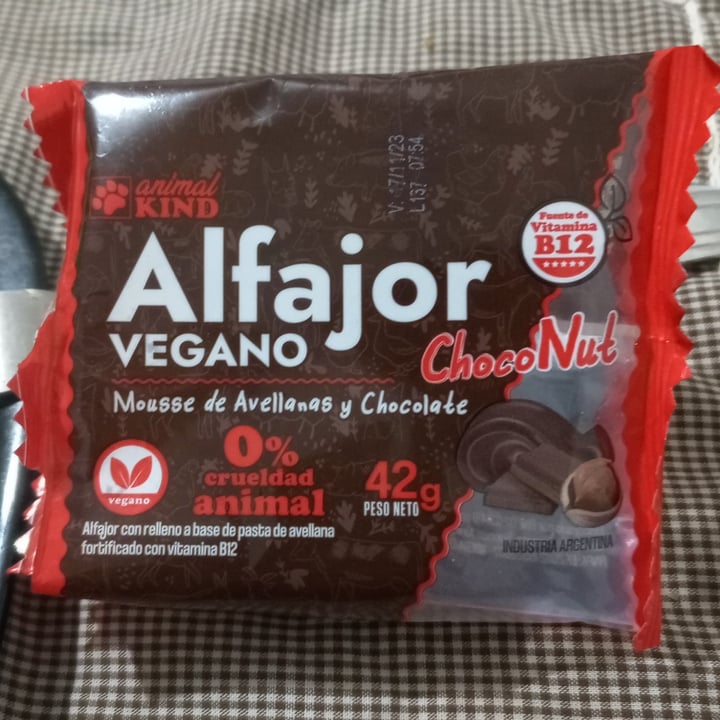 V: 17/11/23
L157 07:54
animal
KIND
Alfajor
VEGANO
Fuente de
Vitamina
B12
ChocoNut
Mousse de Avellanas y Chocolate
vegano
0%
crueldad
animal
42g
PESO NETO
Alfajor con relleno a base de pasta de avellana
fortificado con vitamina B12
INDUSTRIA ARGENTINA